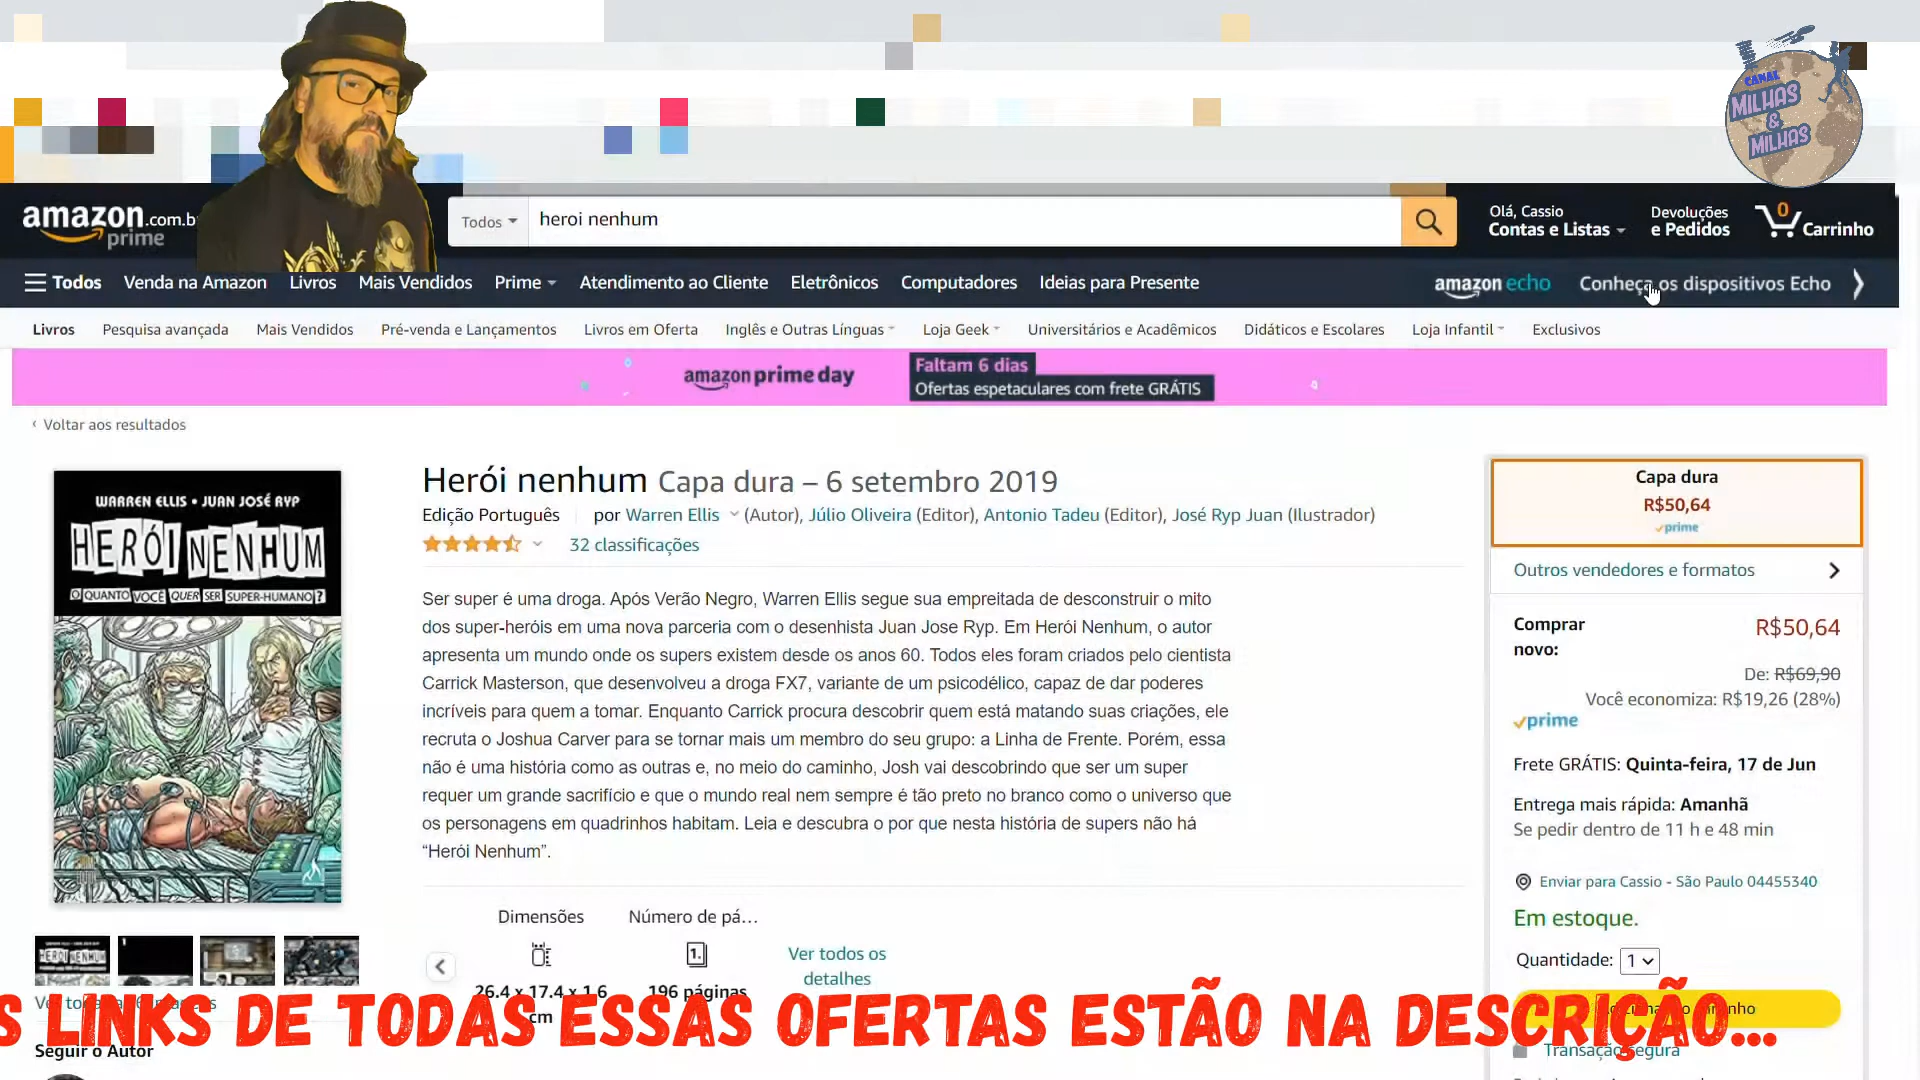 CANAL
MILHAS
&
MILHAS
amazon.com.b
prime
Todos
heroi nenhum
Olá, Cassio
Contas e Listas
Devoluções
e Pedidos
0
Carrinho
Todos
Venda na Amazon
Livros
Mais Vendidos
Prime
Atendimento ao Cliente
Eletrônicos
Computadores
Ideias para Presente
amazon echo
Conheça os dispositivos Echo
Livros
Pesquisa avançada
Mais Vendidos
Pré-venda e Lançamentos
Livros em Oferta
Inglês e Outras Línguas
Loja Geek
Universitários e Acadêmicos
Didáticos e Escolares
Loja Infantil
Exclusivos
amazon prime day
Faltam 6 dias
Ofertas espetaculares com frete GRÁTIS
‹ Voltar aos resultados
WARREN ELLIS • JUAN JOSÉ RYP
HERÓI NENHUM
O QUANTO VOCÊ QUER SER SUPER-HUMANO?
Herói nenhum Capa dura – 6 setembro 2019
Edição Português
por Warren Ellis (Autor), Júlio Oliveira (Editor), Antonio Tadeu (Editor), José Ryp Juan (Ilustrador)
32 classificações
Ser super é uma droga. Após Verão Negro, Warren Ellis segue sua empreitada de desconstruir o mito
dos super-heróis em uma nova parceria com o desenhista Juan Jose Ryp. Em Herói Nenhum, o autor
apresenta um mundo onde os supers existem desde os anos 60. Todos eles foram criados pelo cientista
Carrick Masterson, que desenvolveu a droga FX7, variante de um psicodélico, capaz de dar poderes
incríveis para quem a tomar. Enquanto Carrick procura descobrir quem está matando suas criações, ele
recruta o Joshua Carver para se tornar mais um membro do seu grupo: a Linha de Frente. Porém, essa
não é uma história como as outras e, no meio do caminho, Josh vai descobrindo que ser um super
requer um grande sacrifício e que o mundo real nem sempre é tão preto no branco como o universo que
os personagens em quadrinhos habitam. Leia e descubra o por que nesta história de supers não há
“Herói Nenhum”.
Dimensões
26.4 x 17.4 x 1.6
cm
Número de pá...
1.
196 páginas
Ver todos os
detalhes
Capa dura
R$50,64
prime
Outros vendedores e formatos
Comprar
novo:
R$50,64
De: R$69,90
Você economiza: R$19,26 (28%)
prime
Frete GRÁTIS: Quinta-feira, 17 de Jun
Entrega mais rápida: Amanhã
Se pedir dentro de 11 h e 48 min
Enviar para Cassio - São Paulo 04455340
Em estoque.
Quantidade: 1
S LINKS DE TODAS ESSAS OFERTAS ESTÃO NA DESCRIÇÃO...
Seguir o Autor
Transação segura